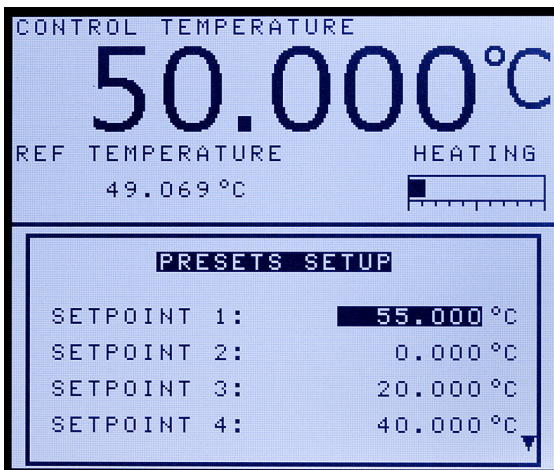 CONTROL TEMPERATURE
50.000°C
REF TEMPERATURE HEATING
49.069°C
PRESETS SETUP
SETPOINT 1: 55.000°C
SETPOINT 2: 0.000°C
SETPOINT 3: 20.000°C
SETPOINT 4: 40.000°C